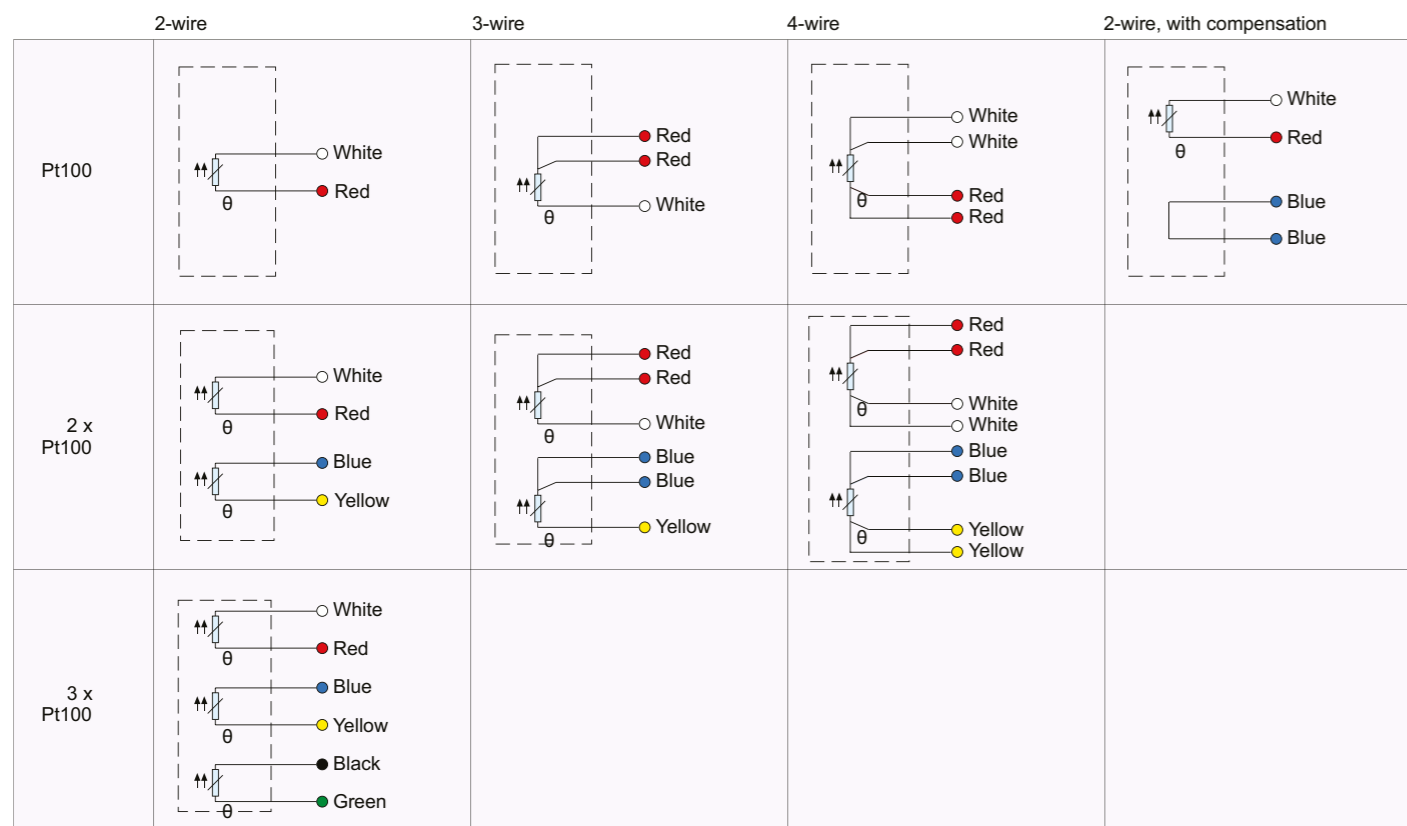 2-wire
3-wire
4-wire
2-wire, with compensation
Pt100
White
Red
θ
Red
Red
White
θ
White
White
Red
Red
θ
White
Red
θ
Blue
Blue
2 x
Pt100
White
Red
θ
Blue
Yellow
θ
Red
Red
White
θ
Blue
Blue
Yellow
θ
Red
Red
White
White
θ
Blue
Blue
Yellow
Yellow
θ
3 x
Pt100
White
Red
θ
Blue
Yellow
θ
Black
Green
θ